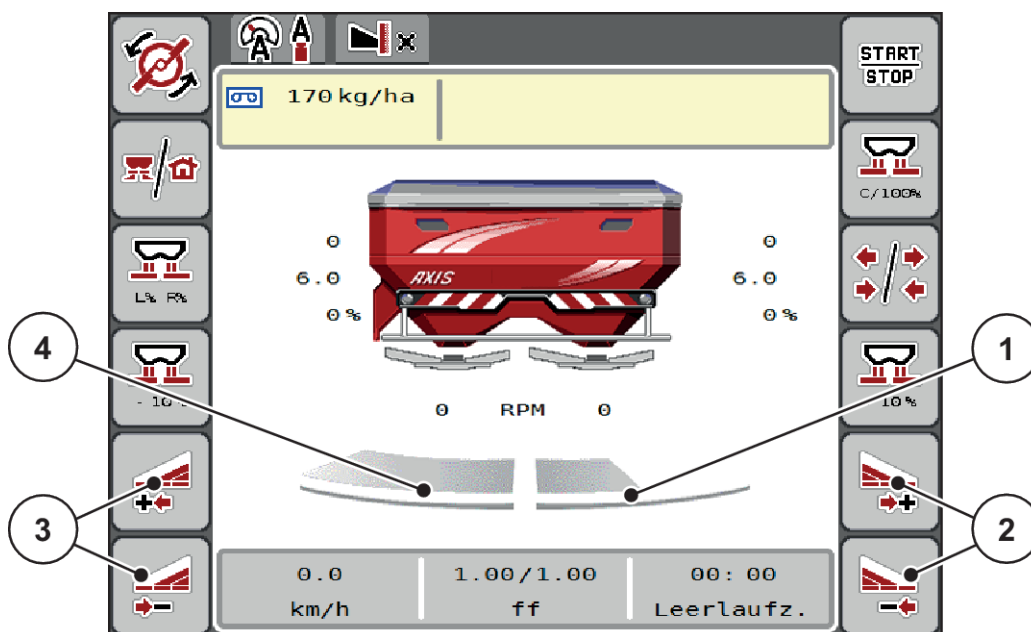 A A
START
STOP
170 kg/ha
C/100%
0 0
L% R%
6.0 AXIS 6.0
0% 0%
4
1
- 10 %
10 %
0 RPM 0
3
2
0.0 1.00/1.00 00:00
km/h ff Leerlaufz.